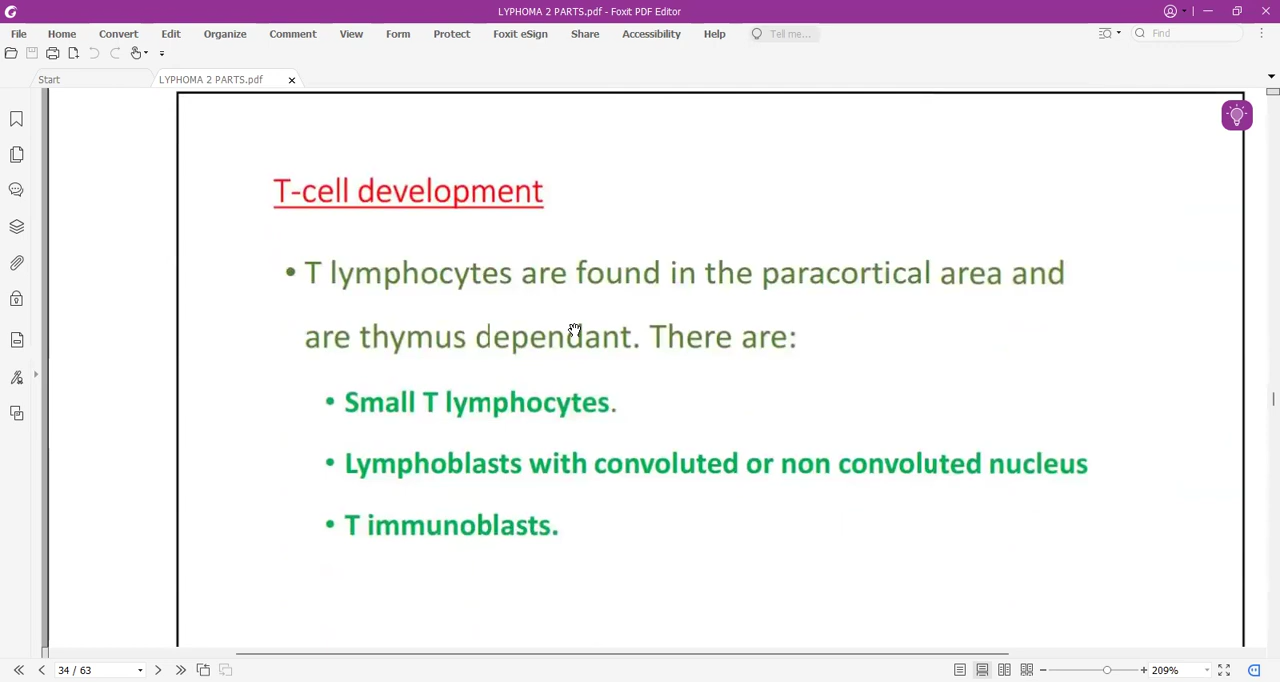 LYPHOMA 2 PARTS.pdf - Foxit PDF Editor
File Home Convert Edit Organize Comment View Form Protect Foxit eSign Share Accessibility Help Tell me... Find
Start LYPHOMA 2 PARTS.pdf
T-cell development
• T lymphocytes are found in the paracortical area and
are thymus dependant. There are:
• Small T lymphocytes.
• Lymphoblasts with convoluted or non convoluted nucleus
• T immunoblasts.
34 / 63 209%